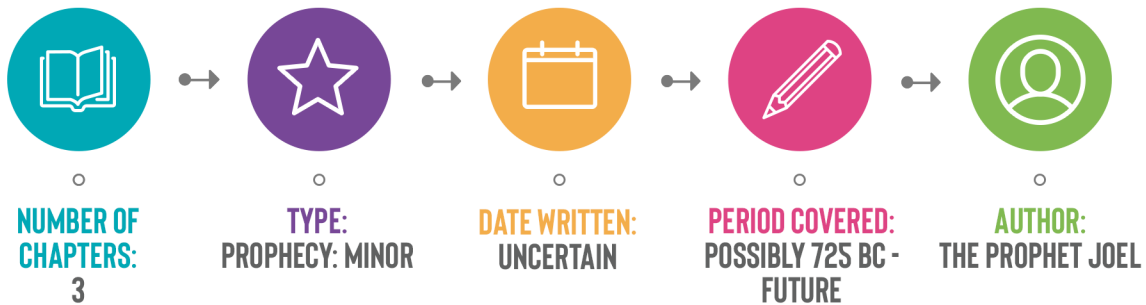 NUMBER OF
CHAPTERS:
3
TYPE:
PROPHECY: MINOR
DATE WRITTEN:
UNCERTAIN
PERIOD COVERED:
POSSIBLY 725 BC -
FUTURE
AUTHOR:
THE PROPHET JOEL